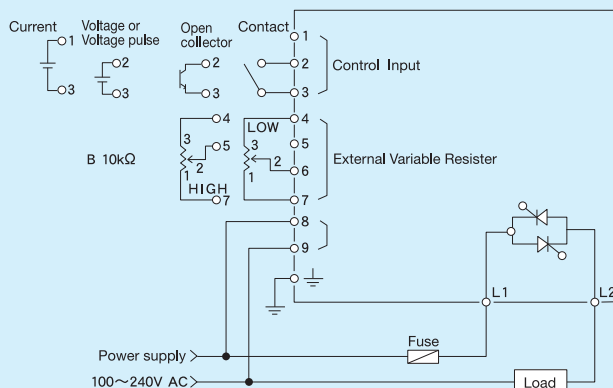 Current
Voltage or
Voltage pulse
Open
collector
Contact
1
3
2
3
2
3
1
2
3
Control Input
B 10kΩ
4
5
7
3
2
1
HIGH
LOW
3
2
1
4
5
6
7
External Variable Resister
8
9
L1
L2
Power supply
Fuse
100～240V AC
Load